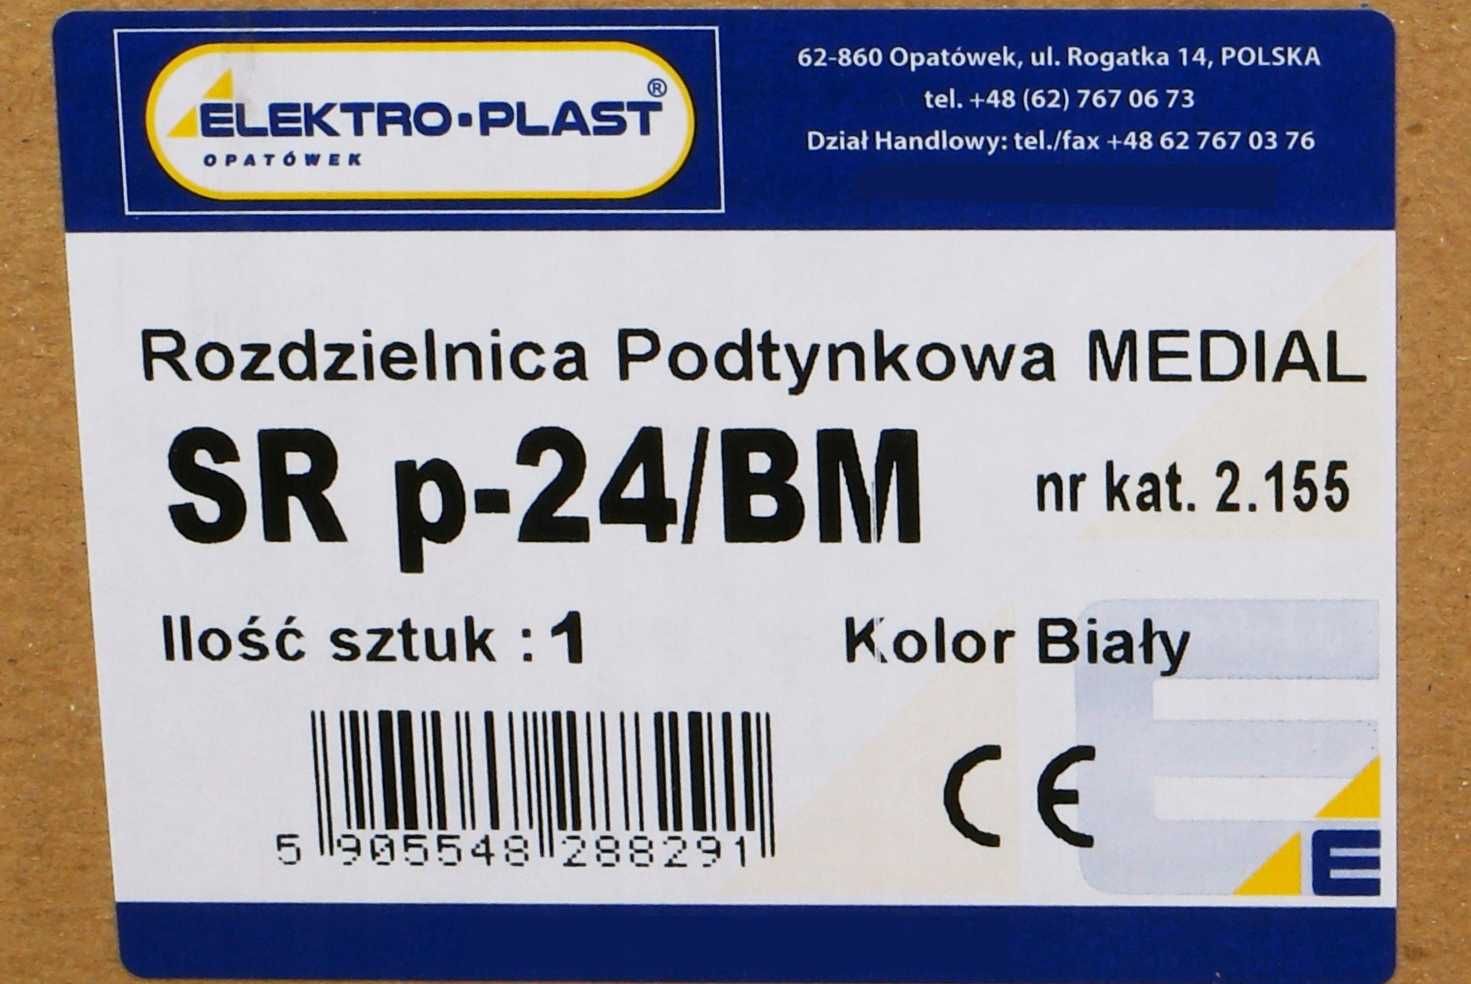 ELEKTRO·PLAST®
OPATÓWEK
62-860 Opatówek, ul. Rogatka 14, POLSKA
tel. +48 (62) 767 06 73
Dział Handlowy: tel./fax +48 62 767 03 76
Rozdzielnica Podtynkowa MEDIAL
SR p-24/BM nr kat. 2.155
Ilość sztuk : 1 Kolor Biały
CE
5 905548 288291
E